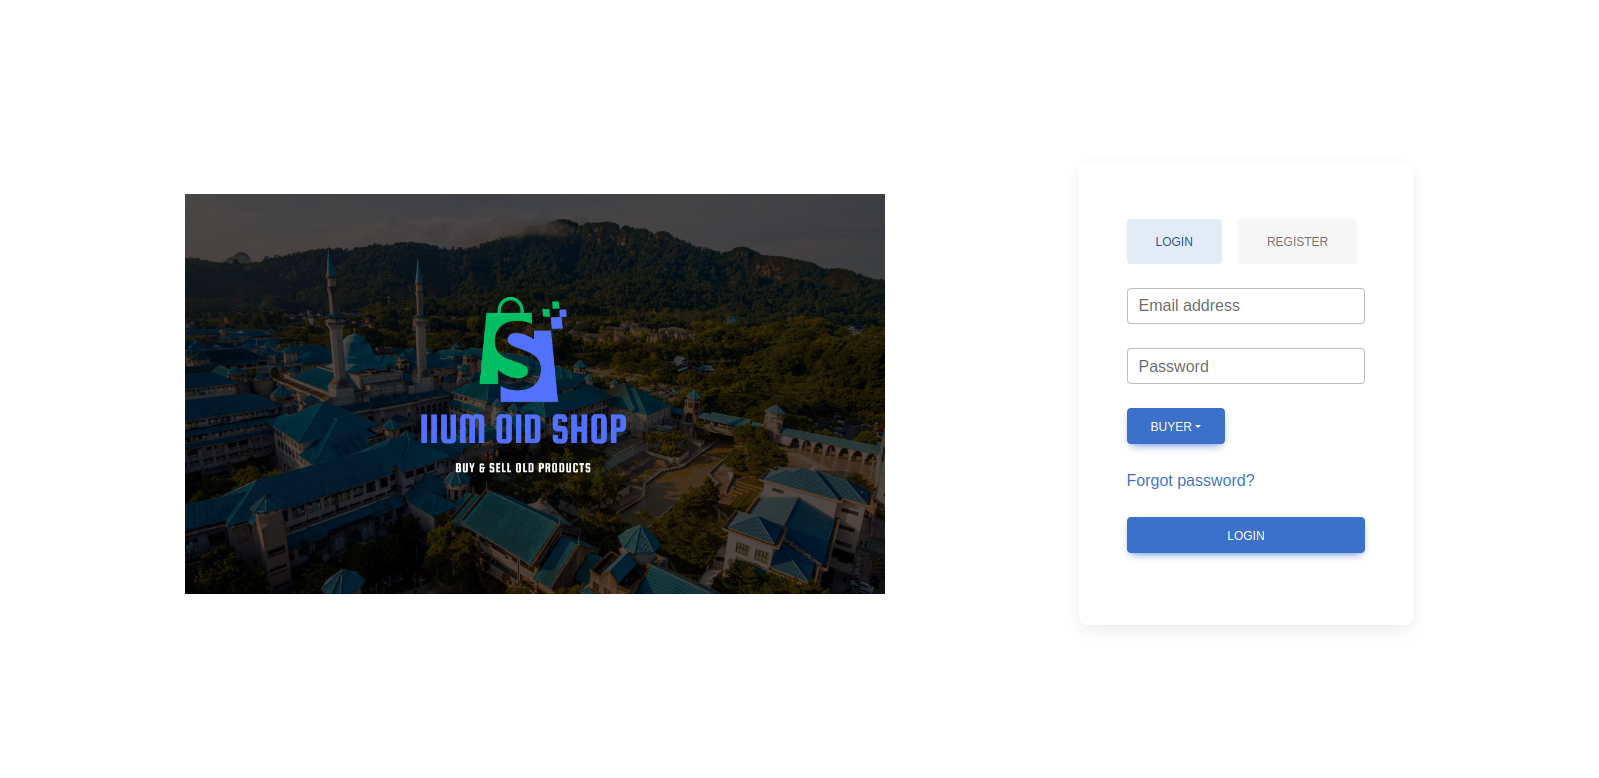 IIUM OlD SHOP
BUY & SELL OLD PRODUCTS
LOGIN
REGISTER
Email address
Password
BUYER
Forgot password?
LOGIN